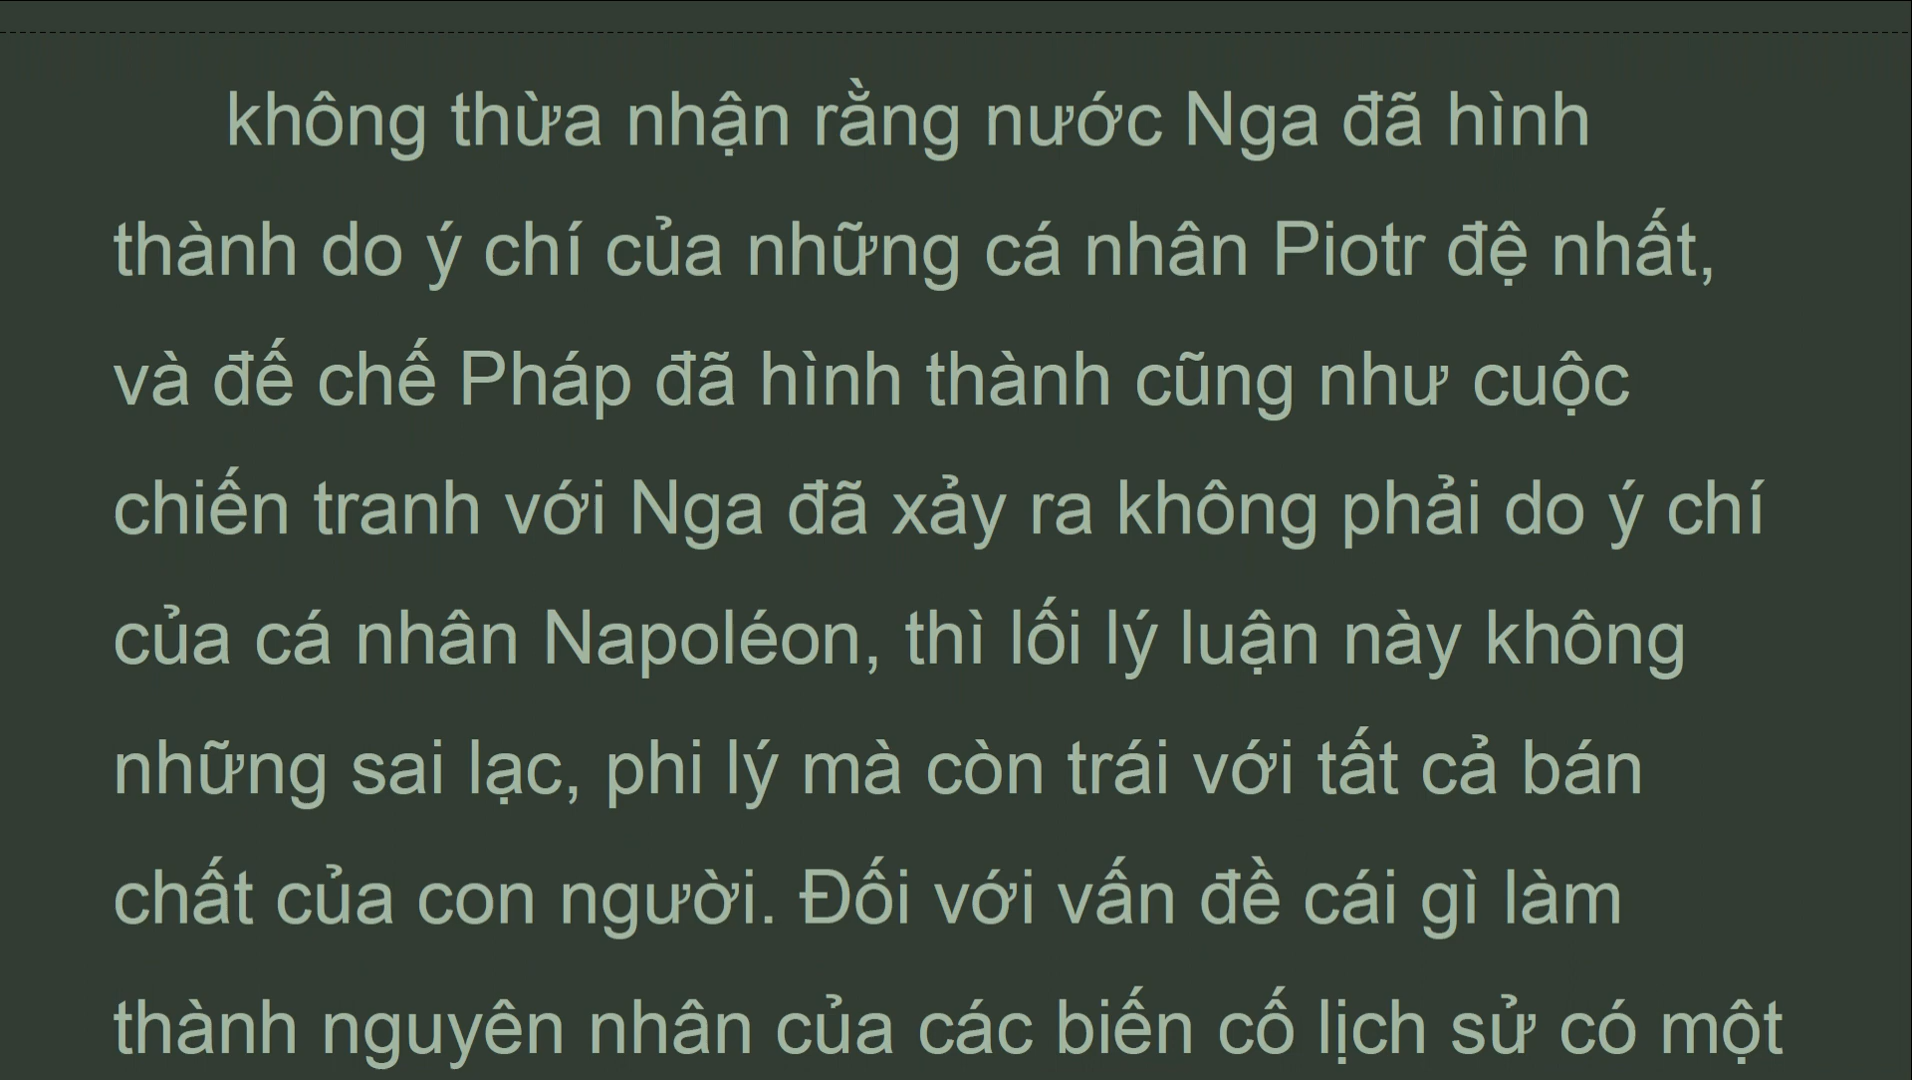 không thừa nhận rằng nước Nga đã hình
thành do ý chí của những cá nhân Piotr đệ nhất,
và đế chế Pháp đã hình thành cũng như cuộc
chiến tranh với Nga đã xảy ra không phải do ý chí
của cá nhân Napoléon, thì lối lý luận này không
những sai lạc, phi lý mà còn trái với tất cả bán
chất của con người. Đối với vấn đề cái gì làm
thành nguyên nhân của các biến cố lịch sử có một